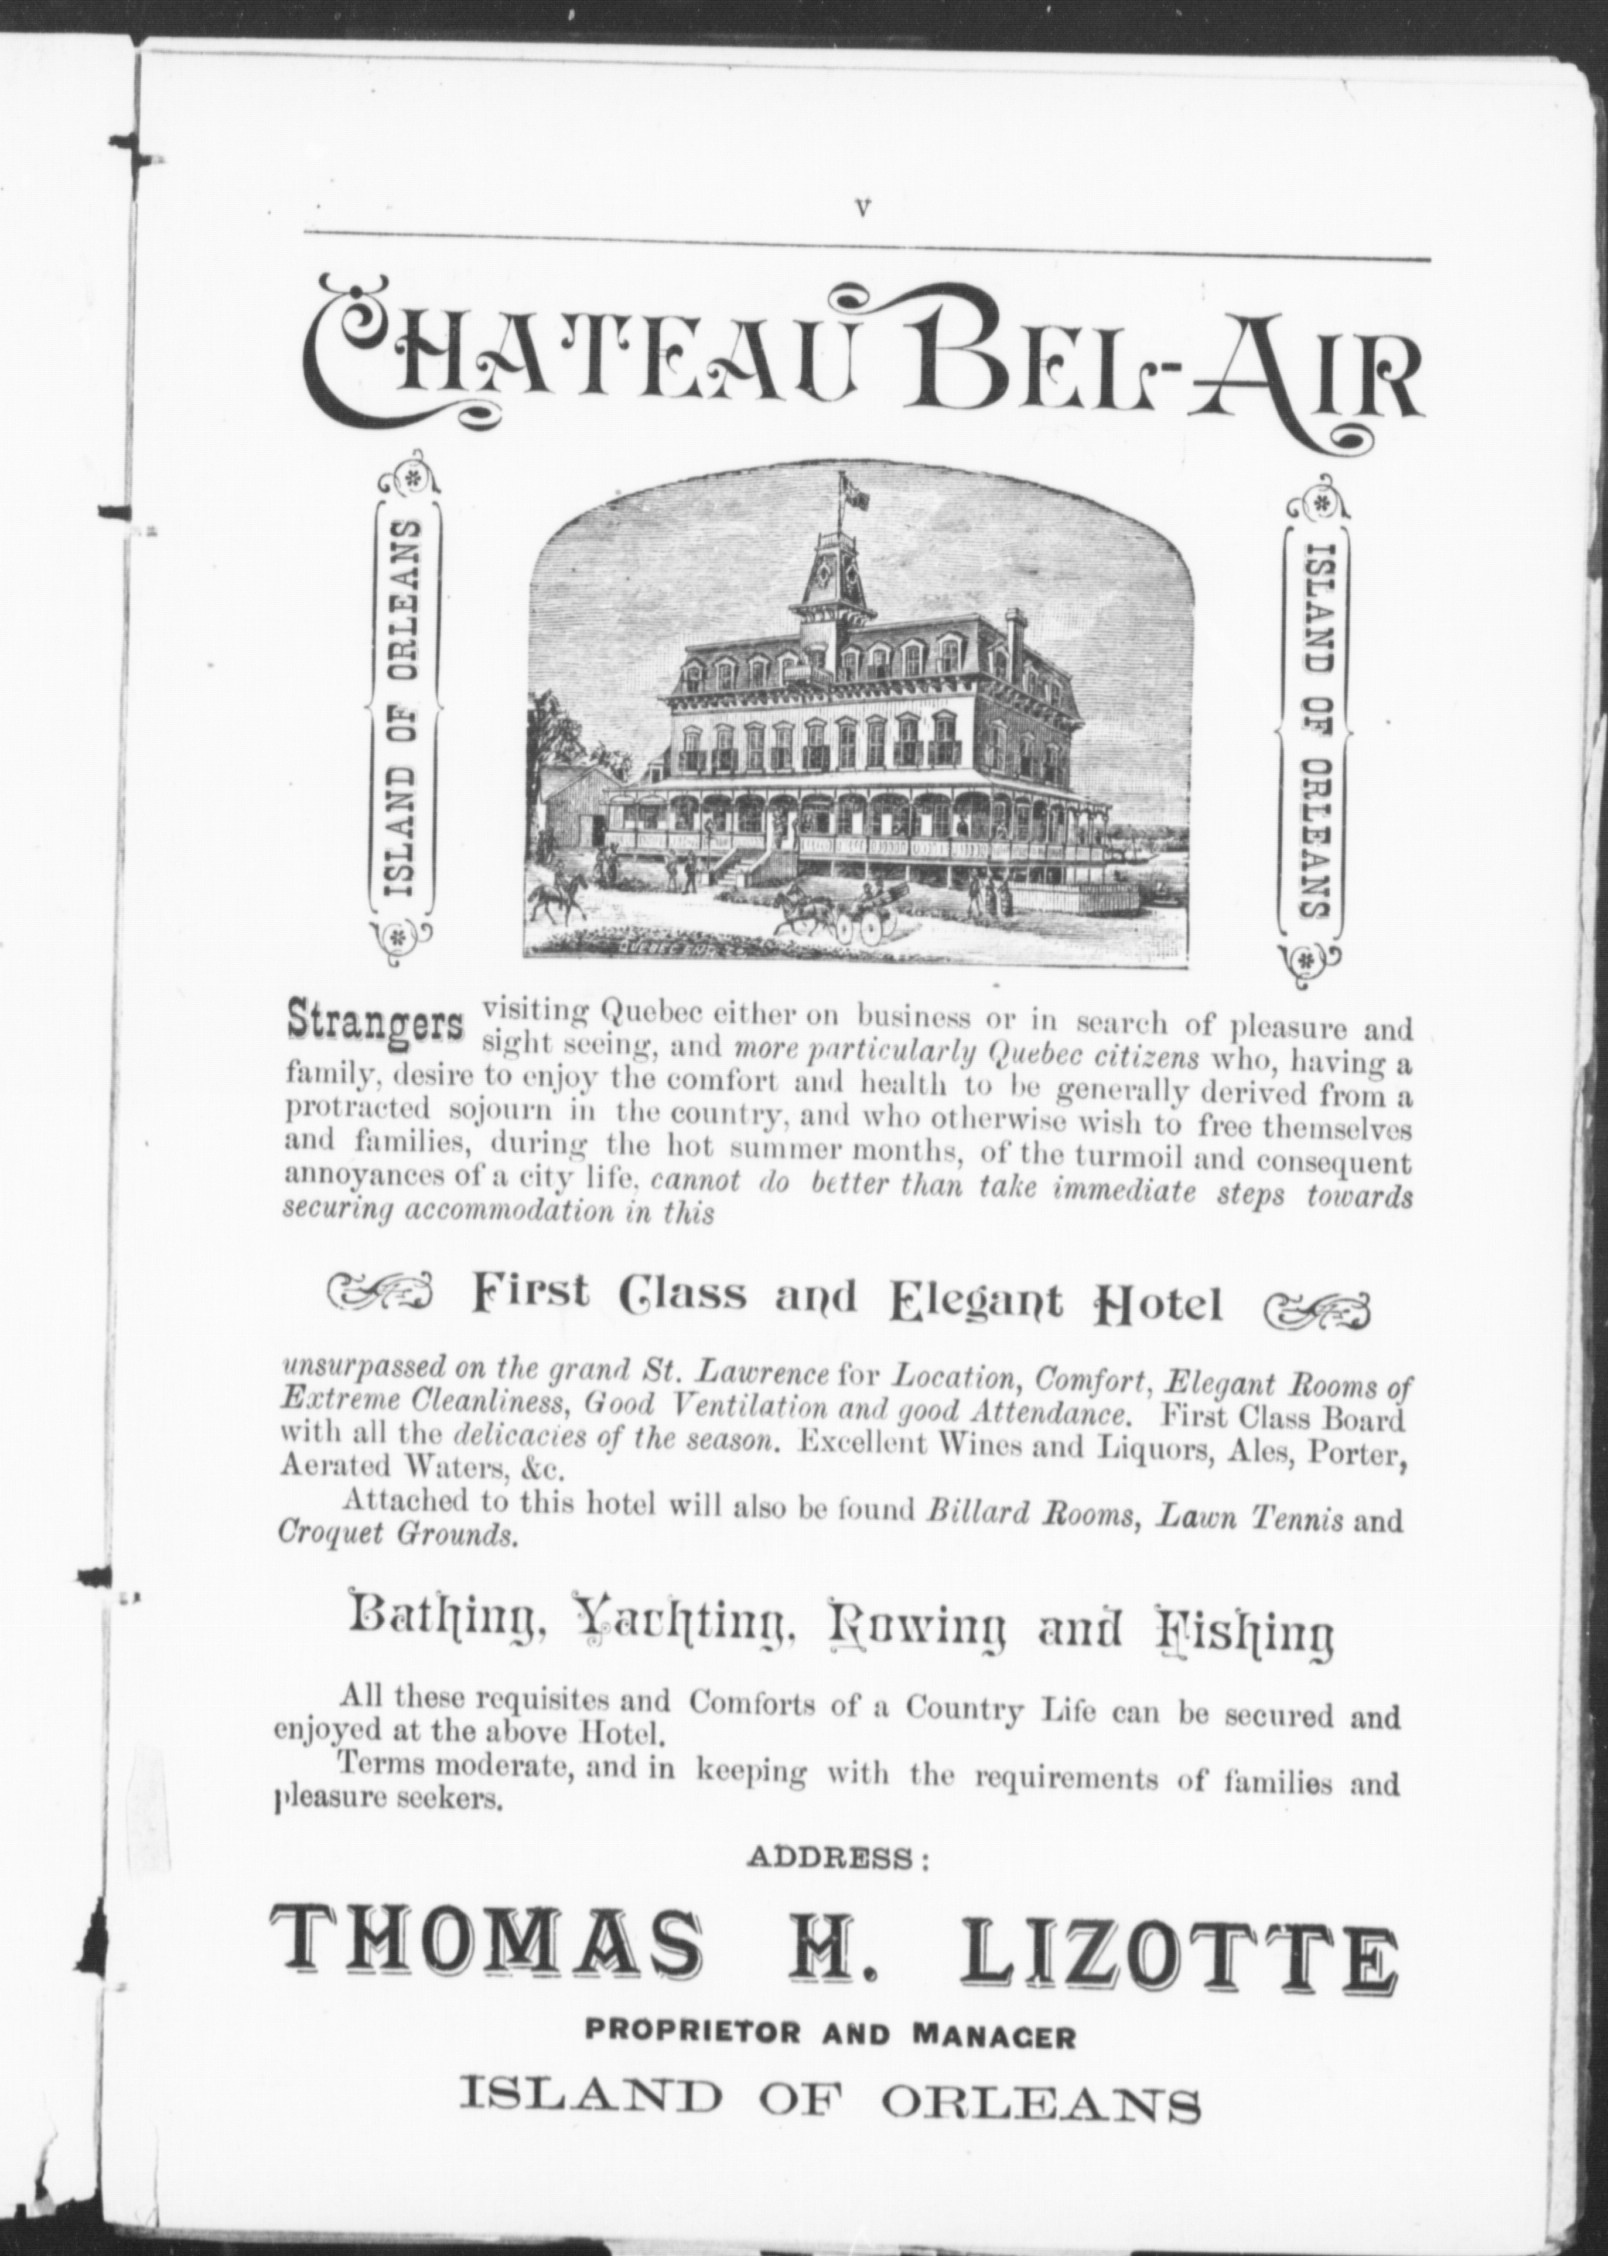 v
CHATEAU BEL-AIR
ISLAND OF ORLEANS
ISLAND OF ORLEANS
QUEBEC ENG. Co.
Strangers visiting Quebec either on business or in search of pleasure and
sight seeing, and more particularly Quebec citizens who, having a
family, desire to enjoy the comfort and health to be generally derived from a
protracted sojourn in the country, and who otherwise wish to free themselves
and families, during the hot summer months, of the turmoil and consequent
annoyances of a city life, cannot do better than take immediate steps towards
securing accommodation in this
First Class and Elegant Hotel
unsurpassed on the grand St. Lawrence for Location, Comfort, Elegant Rooms of
Extreme Cleanliness, Good Ventilation and good Attendance. First Class Board
with all the delicacies of the season. Excellent Wines and Liquors, Ales, Porter,
Aerated Waters, &c.
Attached to this hotel will also be found Billard Rooms, Lawn Tennis and
Croquet Grounds.
Bathing, Yachting, Rowing and Fishing
All these requisites and Comforts of a Country Life can be secured and
enjoyed at the above Hotel.
Terms moderate, and in keeping with the requirements of families and
pleasure seekers.
ADDRESS:
THOMAS H. LIZOTTE
PROPRIETOR AND MANAGER
ISLAND OF ORLEANS